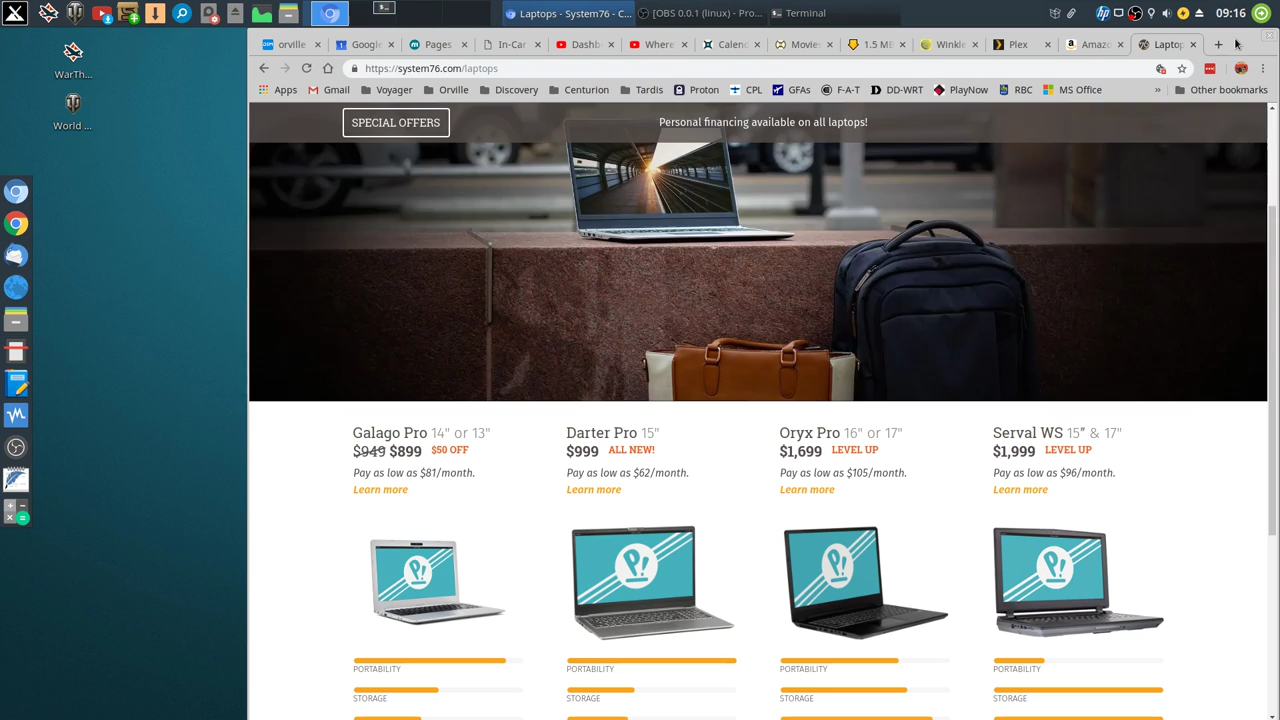 Laptops - System76 - C...
[OBS 0.0.1 (linux) - Pro...
Terminal
09:16
WarTh...
World ...
orville
Google
Pages
In-Car
Dashb
Where
Calend
Movies
1.5 ME
Winkle
Plex
Amazo
Laptop
https://system76.com/laptops
Apps
Gmail
Voyager
Orville
Discovery
Centurion
Tardis
Proton
CPL
GFAs
F-A-T
DD-WRT
PlayNow
RBC
MS Office
»
Other bookmarks
SPECIAL OFFERS
Personal financing available on all laptops!
Galago Pro 14" or 13"
$949 $899 $50 OFF
Pay as low as $81/month.
Learn more
PORTABILITY
STORAGE
Darter Pro 15"
$999 ALL NEW!
Pay as low as $62/month.
Learn more
PORTABILITY
STORAGE
Oryx Pro 16" or 17"
$1,699 LEVEL UP
Pay as low as $105/month.
Learn more
PORTABILITY
STORAGE
Serval WS 15” & 17"
$1,999 LEVEL UP
Pay as low as $96/month.
Learn more
PORTABILITY
STORAGE